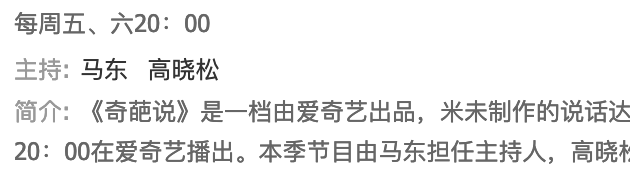 每周五、六20：00
主持: 马东 高晓松
简介: 《奇葩说》是一档由爱奇艺出品，米未制作的说话达
20：00在爱奇艺播出。本季节目由马东担任主持人，高晓